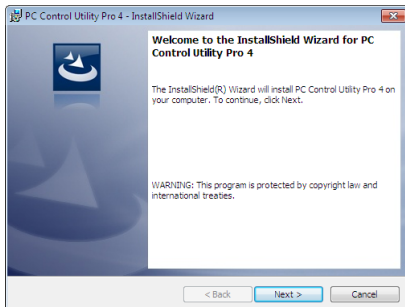 PC Control Utility Pro 4 - InstallShield Wizard
Welcome to the InstallShield Wizard for PC
Control Utility Pro 4
The InstallShield(R) Wizard will install PC Control Utility Pro 4 on
your computer. To continue, click Next.
WARNING: This program is protected by copyright law and
international treaties.
< Back Next > Cancel